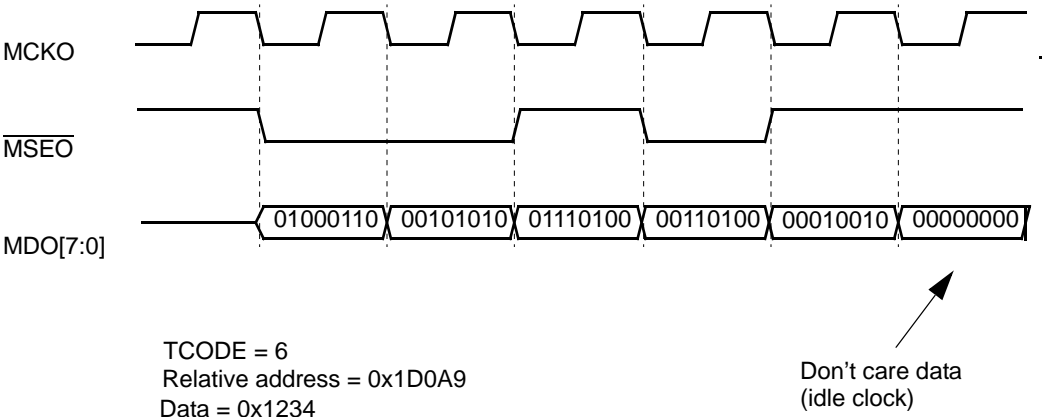 MCKO
MSEO
MDO[7:0]
01000110 00101010 01110100 00110100 00010010 00000000
TCODE = 6
Relative address = 0x1D0A9
Data = 0x1234
Don't care data
(idle clock)